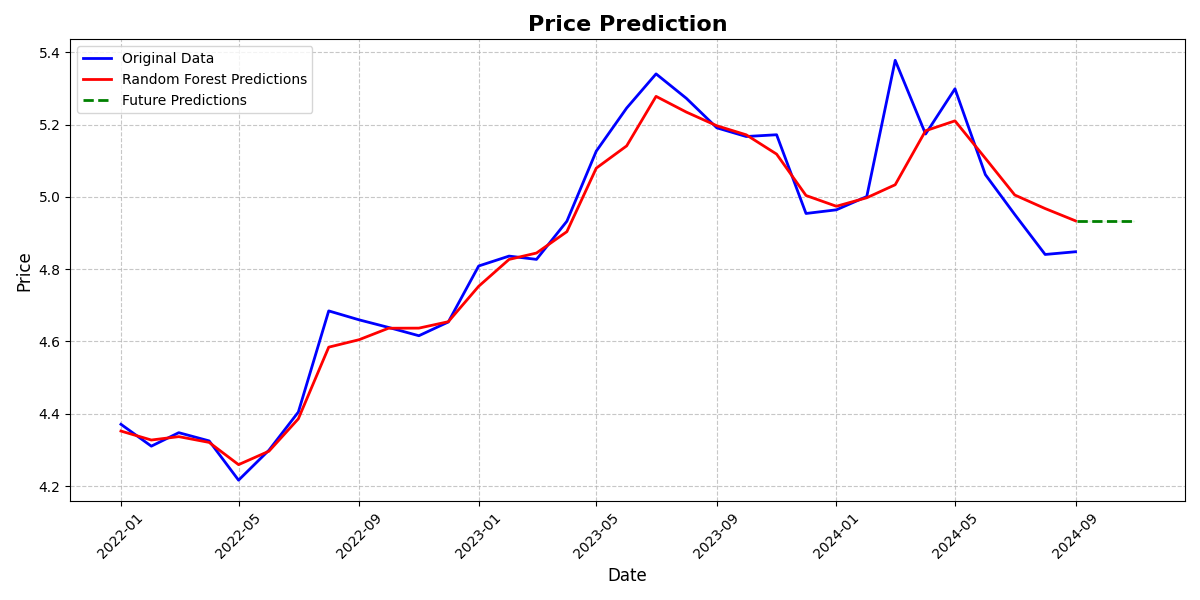 Price Prediction
Original Data
Random Forest Predictions
Future Predictions
5.4
5.2
5.0
4.8
4.6
4.4
4.2
Price
2022-01
2022-05
2022-09
2023-01
2023-05
2023-09
2024-01
2024-05
2024-09
Date